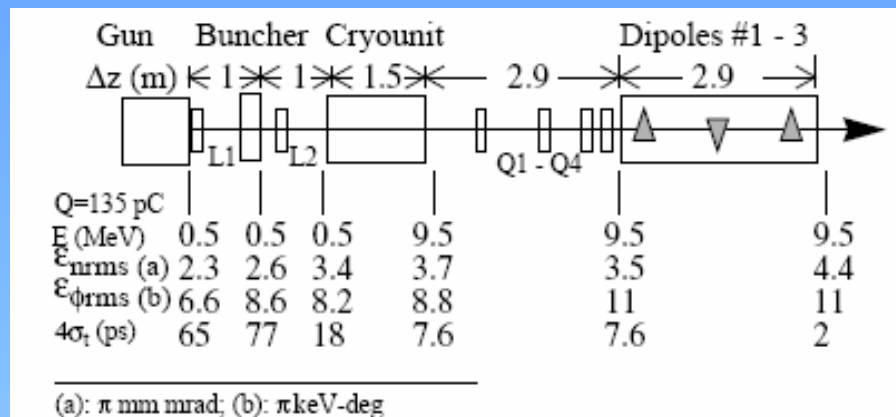 Gun Buncher Cryounit Dipoles #1 - 3
Δz (m) 1 1 1.5 2.9 2.9
L1 L2 Q1 - Q4
Q=135 pC
E (MeV) 0.5 0.5 0.5 9.5 9.5 9.5
εnrms (a) 2.3 2.6 3.4 3.7 3.5 4.4
εϕrms (b) 6.6 8.6 8.2 8.8 11 11
4σt (ps) 65 77 18 7.6 7.6 2
(a): π mm mrad; (b): πkeV-deg